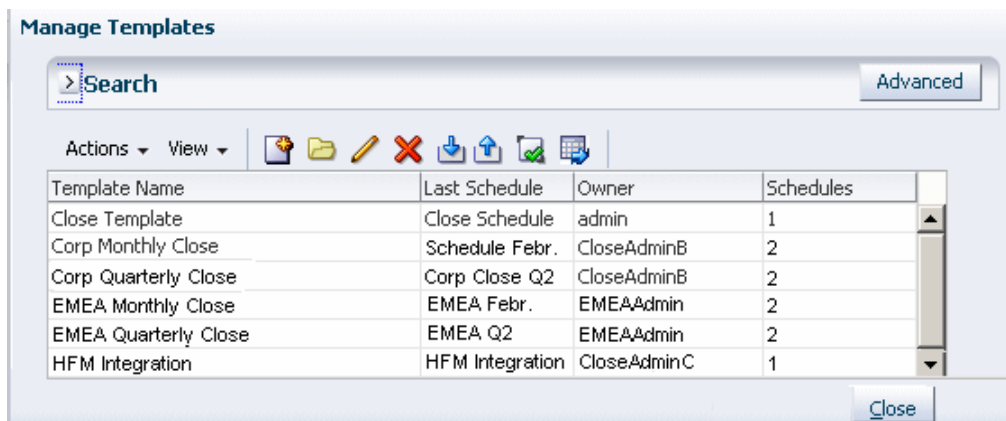 Manage Templates
Search Advanced
Actions View
Template Name Last Schedule Owner Schedules
Close Template Close Schedule admin 1
Corp Monthly Close Schedule Febr. CloseAdminB 2
Corp Quarterly Close Corp Close Q2 CloseAdminB 2
EMEA Monthly Close EMEA Febr. EMEAAdmin 2
EMEA Quarterly Close EMEA Q2 EMEAAdmin 2
HFM Integration HFM Integration CloseAdminC 1
Close